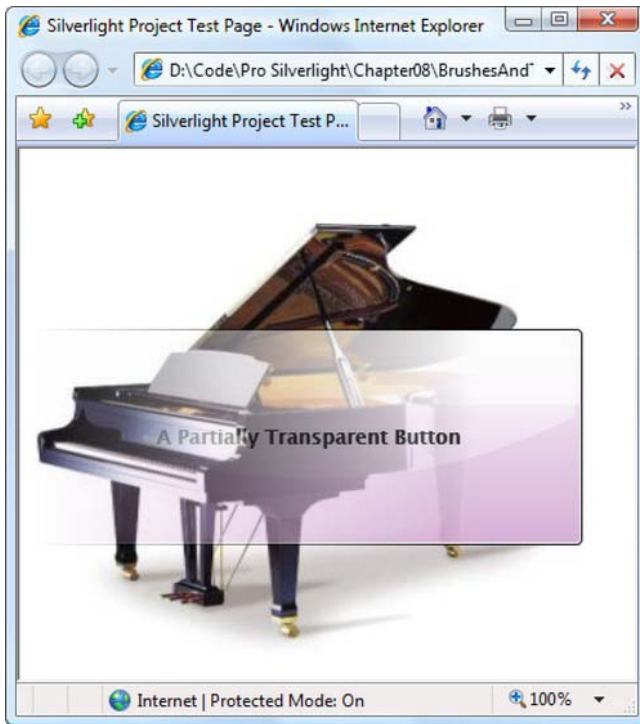 Silverlight Project Test Page - Windows Internet Explorer
D:\Code\Pro Silverlight\Chapter08\BrushesAnd
Silverlight Project Test P...
A Partially Transparent Button
Internet | Protected Mode: On
100%